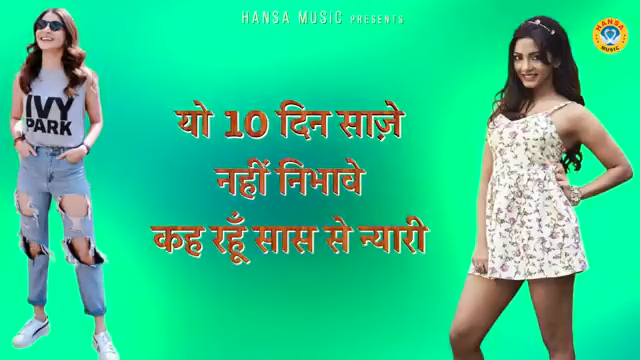 HANSA MUSIC PRESENTS
HANSA
MUSIC
IVY
PARK
यो 10 दिन साज़े
नहीं निभावे
कह रहूँ सास से न्यारी